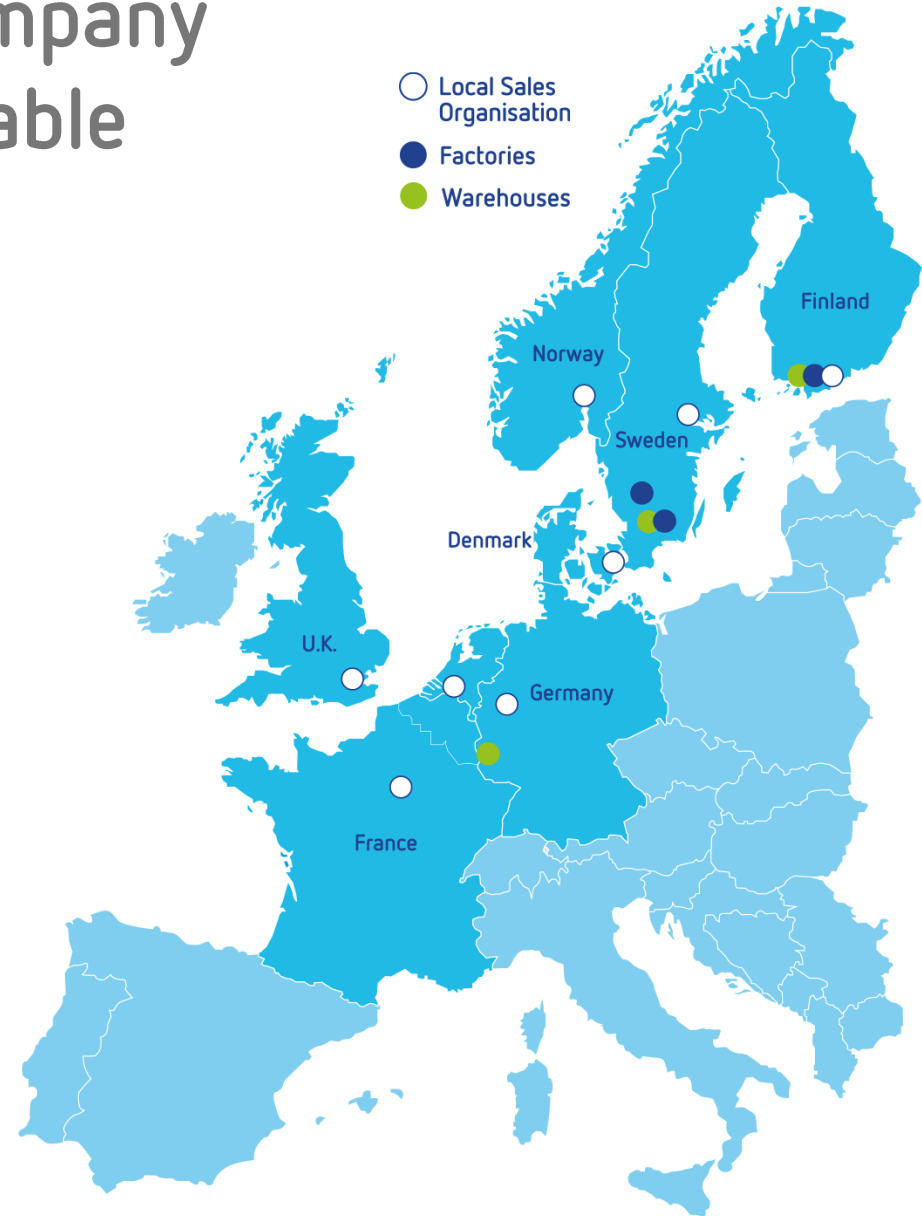 mpany
able
Local Sales
Organisation
Factories
Warehouses
Finland
Norway
Sweden
Denmark
U.K.
Germany
France